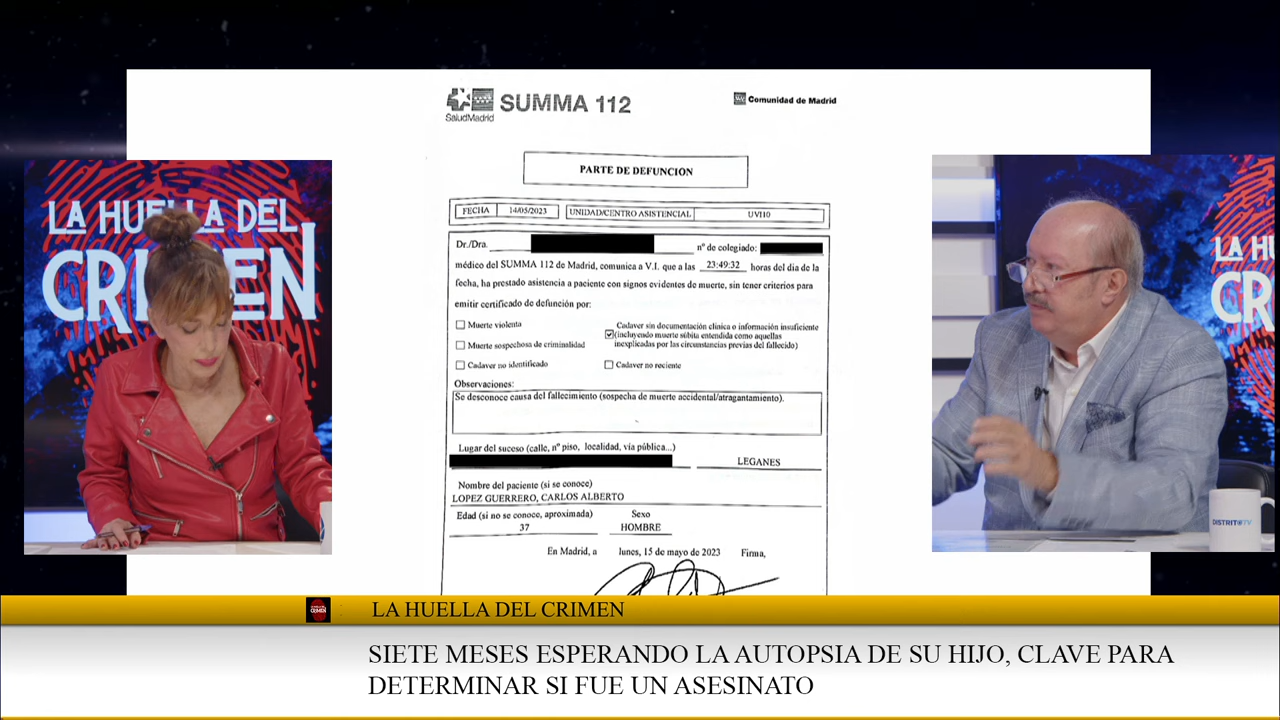 SUMMA 112
SaludMadrid
Comunidad de Madrid
PARTE DE DEFUNCION
FECHA 14/05/2023 UNIDAD/CENTRO ASISTENCIAL UVI10
Dr./Dra. nº de colegiado:
médico del SUMMA 112 de Madrid, comunica a V.I. que a las 23:49:32 horas del día de la
fecha, ha prestado asistencia a paciente con signos evidentes de muerte, sin tener criterios para
emitir certificado de defunción por:
Muerte violenta
Muerte sospechosa de criminalidad
Cadaver no identificado
Cadaver sin documentación clínica o información insuficiente
(incluyendo muerte súbita entendida como aquellas
inexplicadas por las circunstancias previas del fallecido)
Cadaver no reciente
Observaciones:
Se desconoce causa del fallecimiento (sospecha de muerte accidental/atragantamiento).
Lugar del suceso (calle, nº piso, localidad, vía pública...)
LEGANES
Nombre del paciente (si se conoce)
LOPEZ GUERRERO, CARLOS ALBERTO
Edad (si no se conoce, aproximada) Sexo
37 HOMBRE
En Madrid, a lunes, 15 de mayo de 2023 Firma,
LA HUELLA DEL
CRIMEN
LA H
CR
DISTRITO TV
LA HUELLA DEL CRIMEN
SIETE MESES ESPERANDO LA AUTOPSIA DE SU HIJO, CLAVE PARA
DETERMINAR SI FUE UN ASESINATO